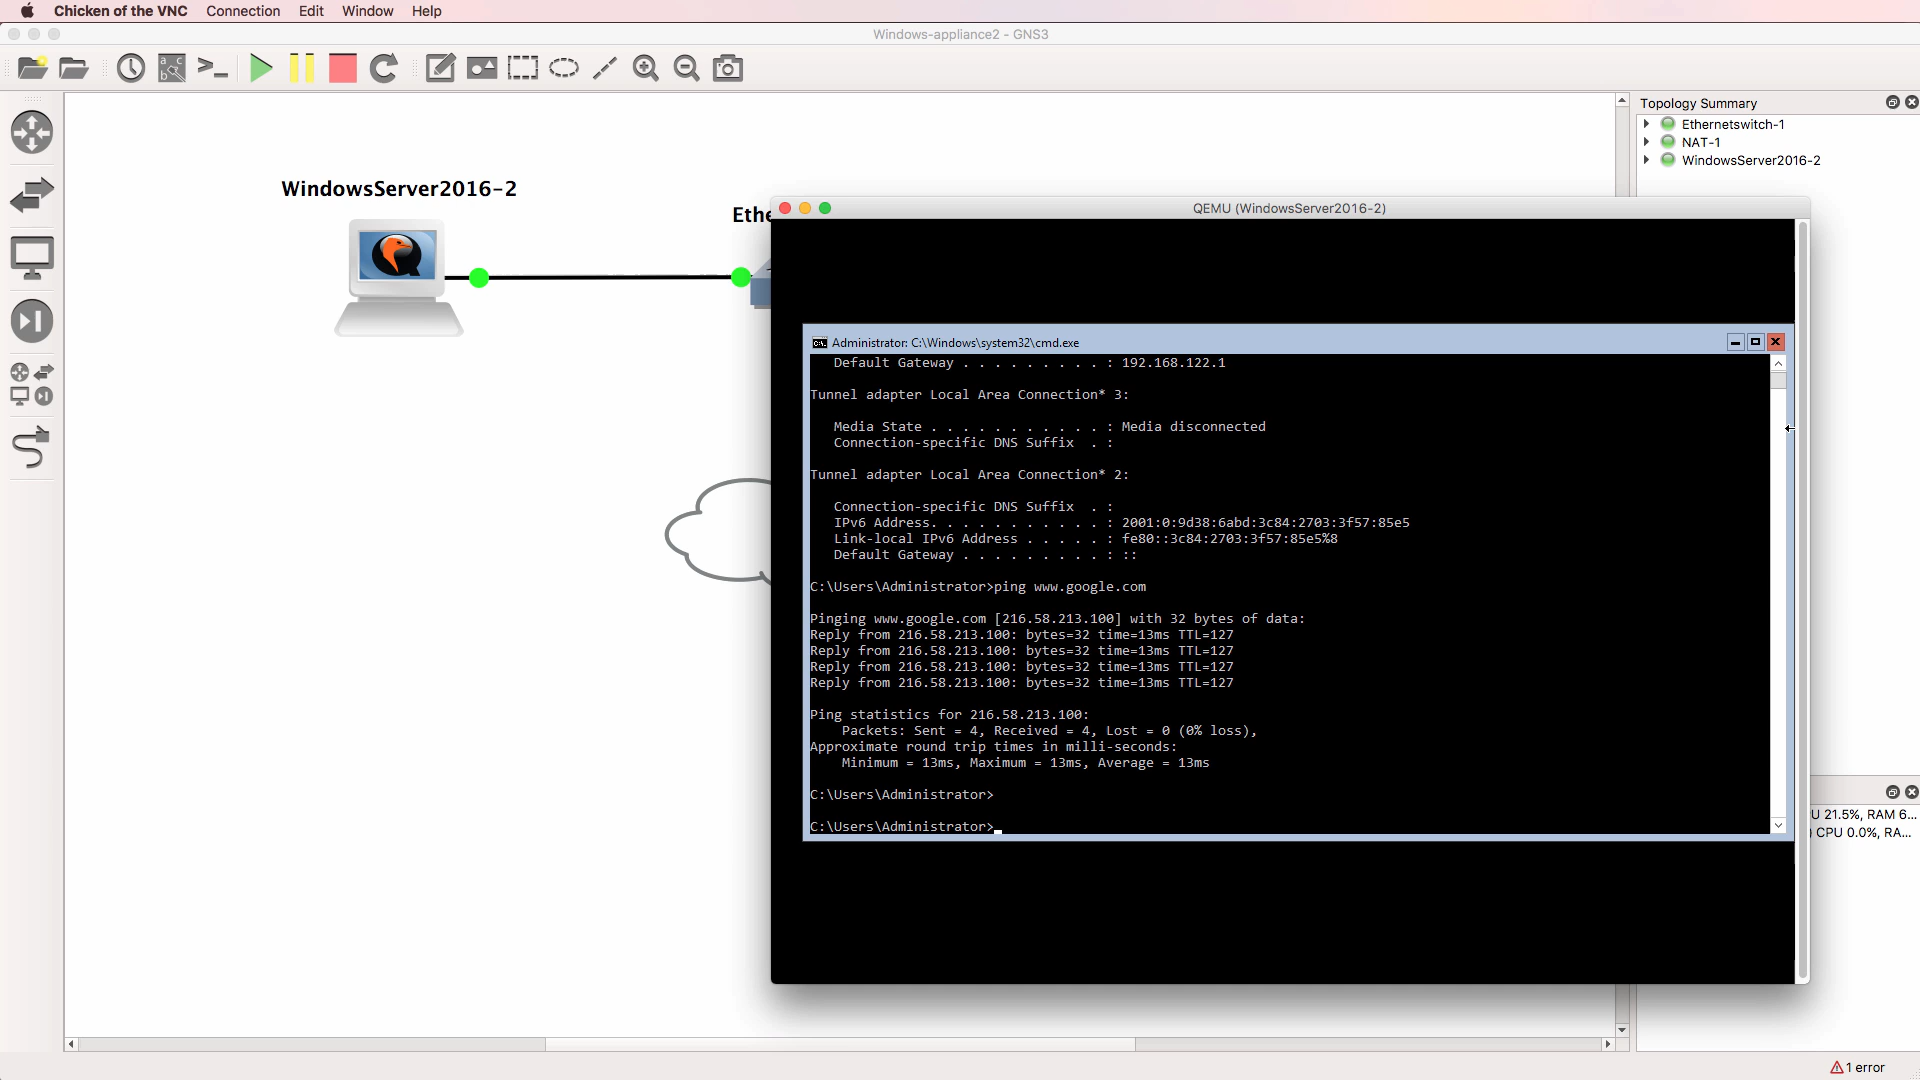 Chicken of the VNC Connection Edit Window Help
Windows-appliance2 - GNS3
Topology Summary
Ethernetswitch-1
NAT-1
WindowsServer2016-2
WindowsServer2016-2
Ethe
QEMU (WindowsServer2016-2)
Administrator: C:\Windows\system32\cmd.exe
Default Gateway . . . . . . . . . : 192.168.122.1
Tunnel adapter Local Area Connection* 3:
Media State . . . . . . . . . . . : Media disconnected
Connection-specific DNS Suffix  . :
Tunnel adapter Local Area Connection* 2:
Connection-specific DNS Suffix  . :
IPv6 Address. . . . . . . . . . . : 2001:0:9d38:6abd:3c84:2703:3f57:85e5
Link-local IPv6 Address . . . . . : fe80::3c84:2703:3f57:85e5%8
Default Gateway . . . . . . . . . : ::
C:\Users\Administrator>ping www.google.com
Pinging www.google.com [216.58.213.100] with 32 bytes of data:
Reply from 216.58.213.100: bytes=32 time=13ms TTL=127
Reply from 216.58.213.100: bytes=32 time=13ms TTL=127
Reply from 216.58.213.100: bytes=32 time=13ms TTL=127
Reply from 216.58.213.100: bytes=32 time=13ms TTL=127
Ping statistics for 216.58.213.100:
Packets: Sent = 4, Received = 4, Lost = 0 (0% loss),
Approximate round trip times in milli-seconds:
Minimum = 13ms, Maximum = 13ms, Average = 13ms
C:\Users\Administrator>
C:\Users\Administrator>
U 21.5%, RAM 6...
) CPU 0.0%, RA...
1 error